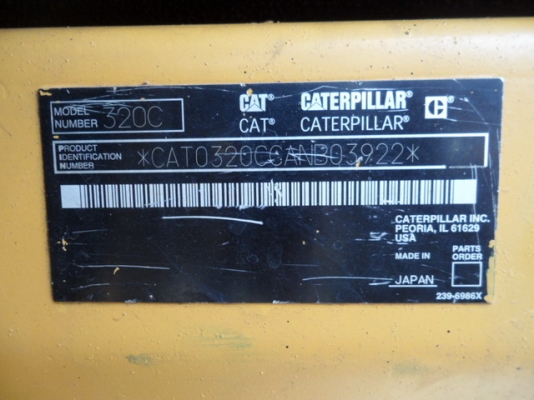 MODEL NUMBER 320C
CAT® CATERPILLAR® C®
CAT® CATERPILLAR®
PRODUCT IDENTIFICATION NUMBER *CAT0320CCANB03922*
CATERPILLAR INC.
PEORIA, IL 61629
USA
MADE IN PARTS ORDER
JAPAN
239-6986X